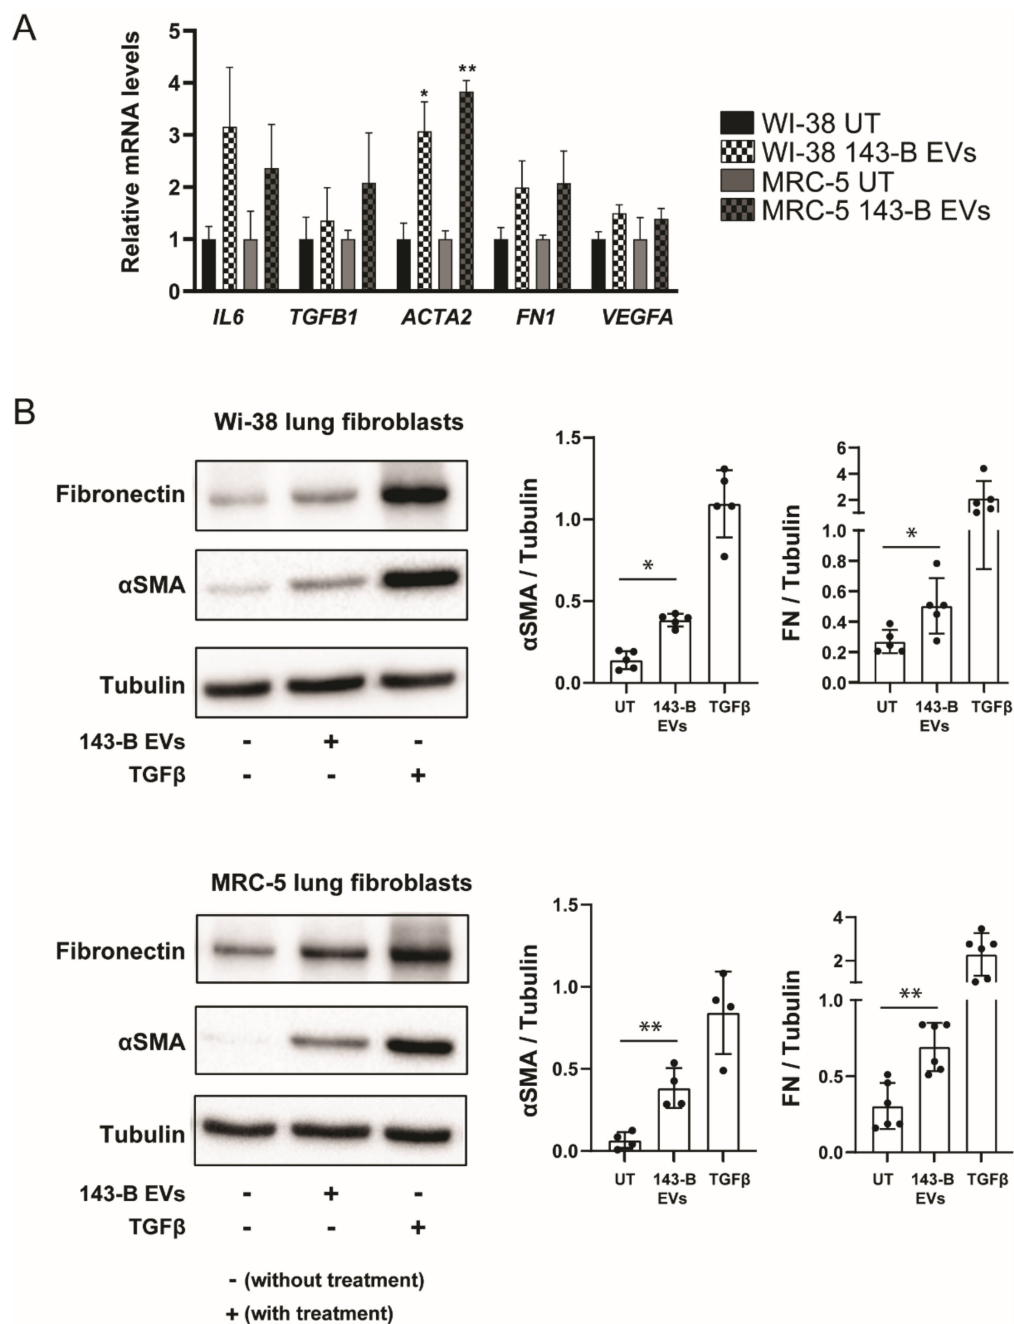 A
Relative mRNA levels
5
4
3
2
1
0
* **
IL6 TGFB1 ACTA2 FN1 VEGFA
WI-38 UT
WI-38 143-B EVs
MRC-5 UT
MRC-5 143-B EVs
B
Wi-38 lung fibroblasts
Fibronectin
αSMA
Tubulin
143-B EVs - + -
TGFβ - - +
αSMA / Tubulin
1.5
1.0
0.5
0.0
*
UT 143-B EVs TGFβ
FN / Tubulin
6
4
2
1.0
0.8
0.6
0.4
0.2
0.0
*
UT 143-B EVs TGFβ
MRC-5 lung fibroblasts
Fibronectin
αSMA
Tubulin
143-B EVs - + -
TGFβ - - +
αSMA / Tubulin
1.5
1.0
0.5
0.0
**
UT 143-B EVs TGFβ
FN / Tubulin
4
2
1.0
0.5
0.0
**
UT 143-B EVs TGFβ
- (without treatment)
+ (with treatment)